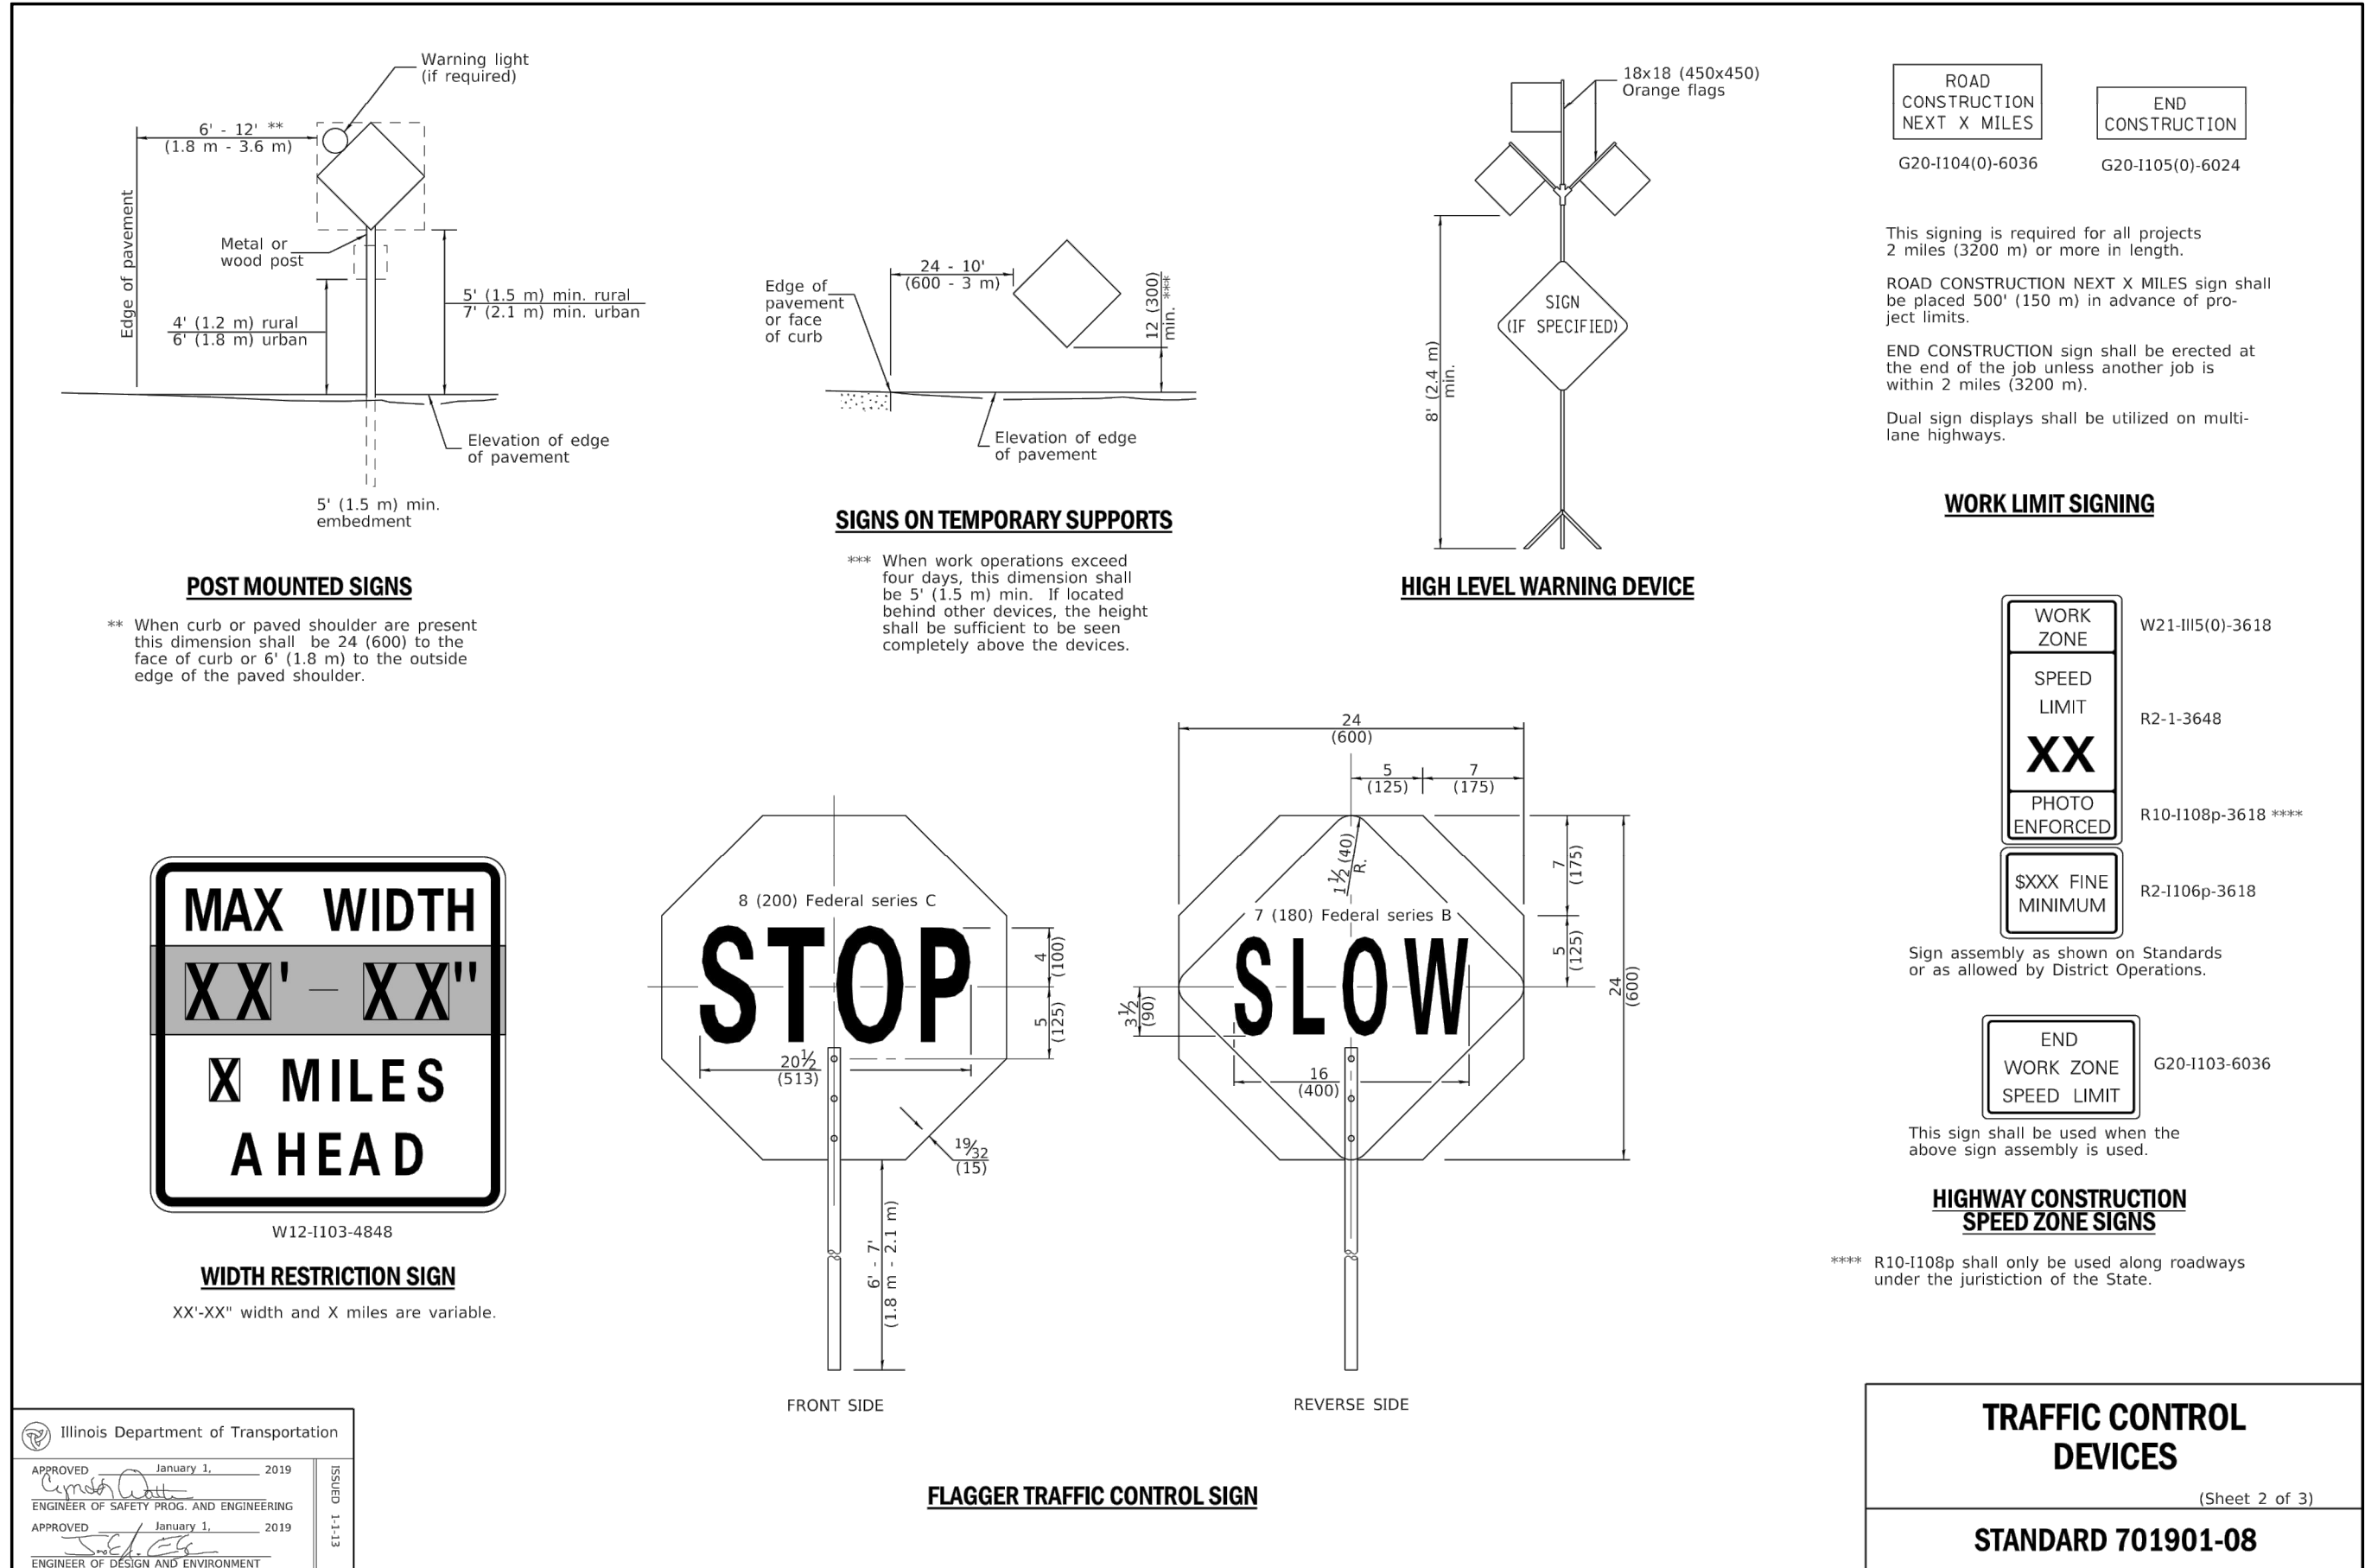 Warning light
(if required)
6' - 12' **
(1.8 m - 3.6 m)
Edge of pavement
Metal or
wood post
5' (1.5 m) min. rural
7' (2.1 m) min. urban
4' (1.2 m) rural
6' (1.8 m) urban
Elevation of edge
of pavement
5' (1.5 m) min.
embedment
POST MOUNTED SIGNS
** When curb or paved shoulder are present
this dimension shall be 24 (600) to the
face of curb or 6' (1.8 m) to the outside
edge of the paved shoulder.
24 - 10'
(600 - 3 m)
Edge of
pavement
or face
of curb
12 (300)
min. ***
Elevation of edge
of pavement
SIGNS ON TEMPORARY SUPPORTS
*** When work operations exceed
four days, this dimension shall
be 5' (1.5 m) min. If located
behind other devices, the height
shall be sufficient to be seen
completely above the devices.
18x18 (450x450)
Orange flags
SIGN
(IF SPECIFIED)
8' (2.4 m)
min.
HIGH LEVEL WARNING DEVICE
ROAD
CONSTRUCTION
NEXT X MILES
G20-I104(0)-6036
END
CONSTRUCTION
G20-I105(0)-6024
This signing is required for all projects
2 miles (3200 m) or more in length.
ROAD CONSTRUCTION NEXT X MILES sign shall
be placed 500' (150 m) in advance of pro-
ject limits.
END CONSTRUCTION sign shall be erected at
the end of the job unless another job is
within 2 miles (3200 m).
Dual sign displays shall be utilized on multi-
lane highways.
WORK LIMIT SIGNING
MAX WIDTH
XX' - XX"
X MILES
AHEAD
W12-I103-4848
WIDTH RESTRICTION SIGN
XX'-XX" width and X miles are variable.
8 (200) Federal series C
STOP
4
(100)
5
(125)
20 1/2
(513)
19/32
(15)
6' - 7'
(1.8 m - 2.1 m)
FRONT SIDE
24
(600)
5
(125)
7
(175)
1 1/2 (40)
R.
7 (180) Federal series B
SLOW
7
(175)
5
(125)
24
(600)
3 1/2
(90)
16
(400)
REVERSE SIDE
FLAGGER TRAFFIC CONTROL SIGN
WORK
ZONE
W21-III5(0)-3618
SPEED
LIMIT
XX
R2-1-3648
PHOTO
ENFORCED
R10-I108p-3618 ****
$XXX FINE
MINIMUM
R2-I106p-3618
Sign assembly as shown on Standards
or as allowed by District Operations.
END
WORK ZONE
SPEED LIMIT
G20-I103-6036
This sign shall be used when the
above sign assembly is used.
HIGHWAY CONSTRUCTION
SPEED ZONE SIGNS
**** R10-I108p shall only be used along roadways
under the juristiction of the State.
Illinois Department of Transportation
APPROVED January 1, 2019
ENGINEER OF SAFETY PROG. AND ENGINEERING
APPROVED January 1, 2019
ENGINEER OF DESIGN AND ENVIRONMENT
ISSUED 1-1-13
TRAFFIC CONTROL
DEVICES
(Sheet 2 of 3)
STANDARD 701901-08